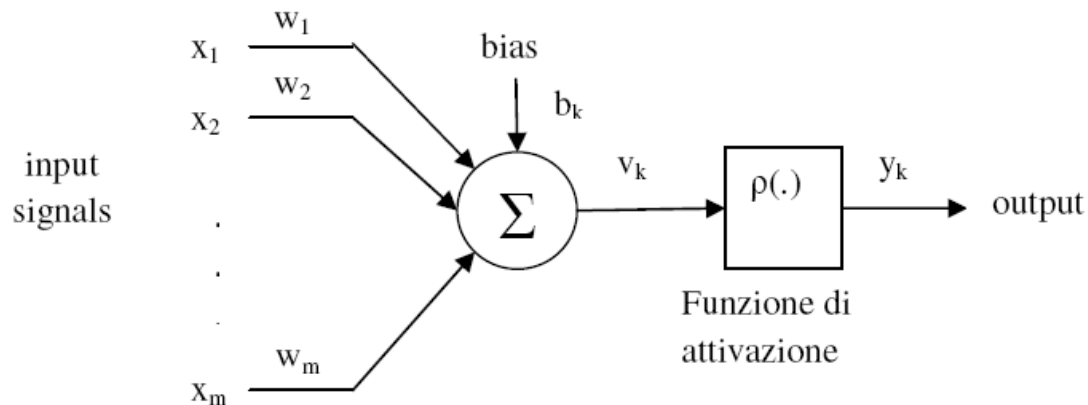 x₁
w₁
x₂
w₂
input
signals
.
.
.
xₘ
wₘ
bias
bₖ
Σ
vₖ
ρ(.)
yₖ
output
Funzione di
attivazione